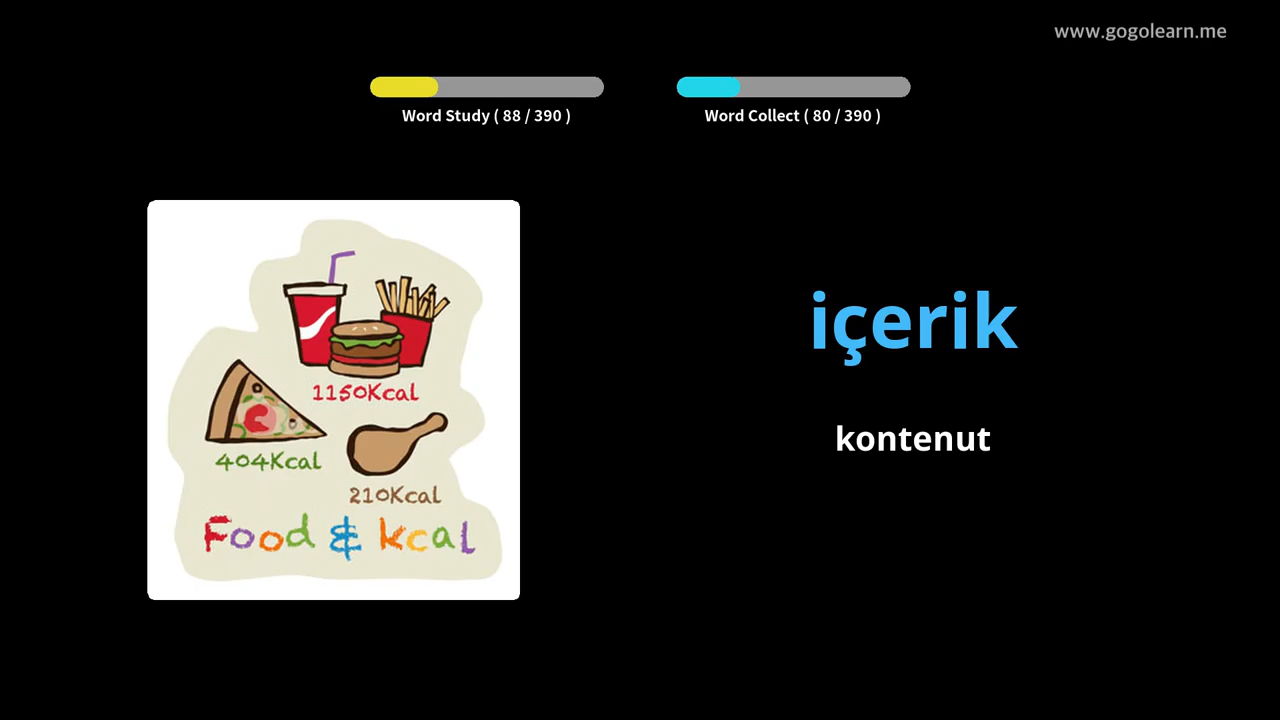 www.gogolearn.me
Word Study ( 88 / 390 )
Word Collect ( 80 / 390 )
1150Kcal
404Kcal
210Kcal
Food & kcal
içerik
kontenut